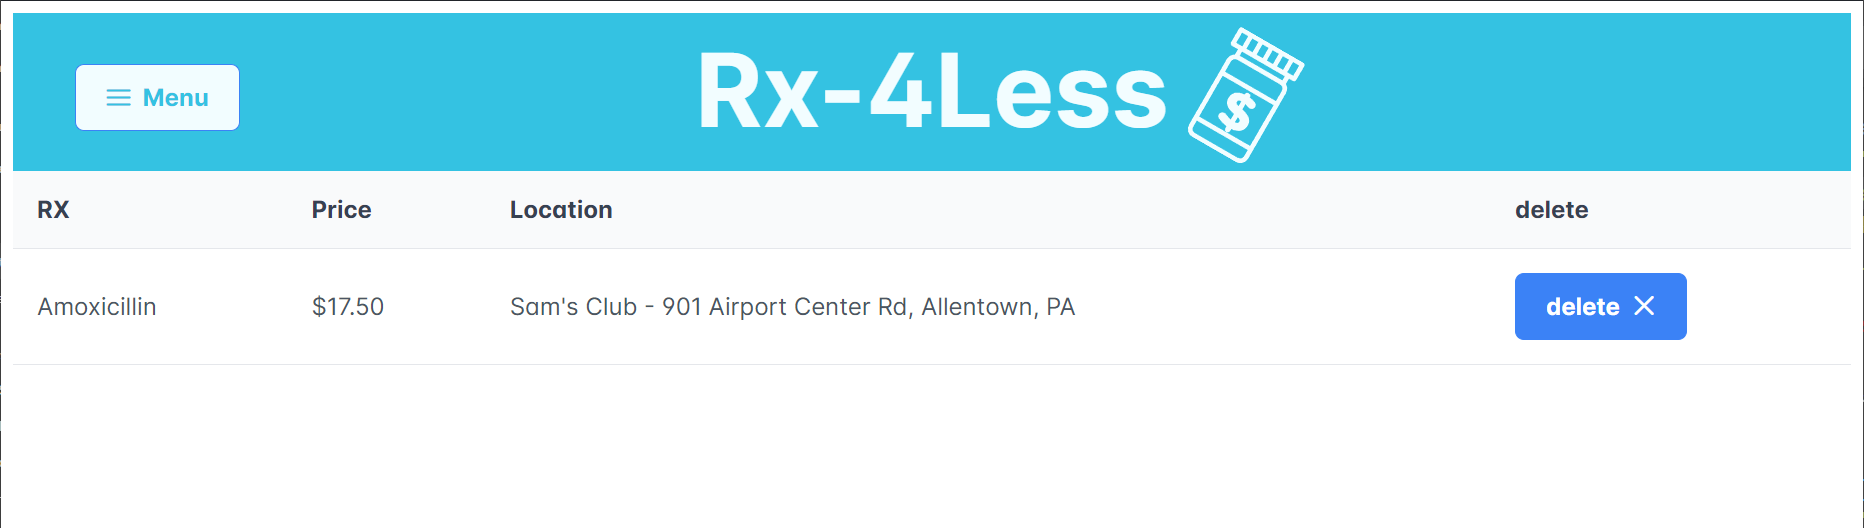 Menu
Rx-4Less
$
RX Price Location delete
Amoxicillin $17.50 Sam's Club - 901 Airport Center Rd, Allentown, PA delete